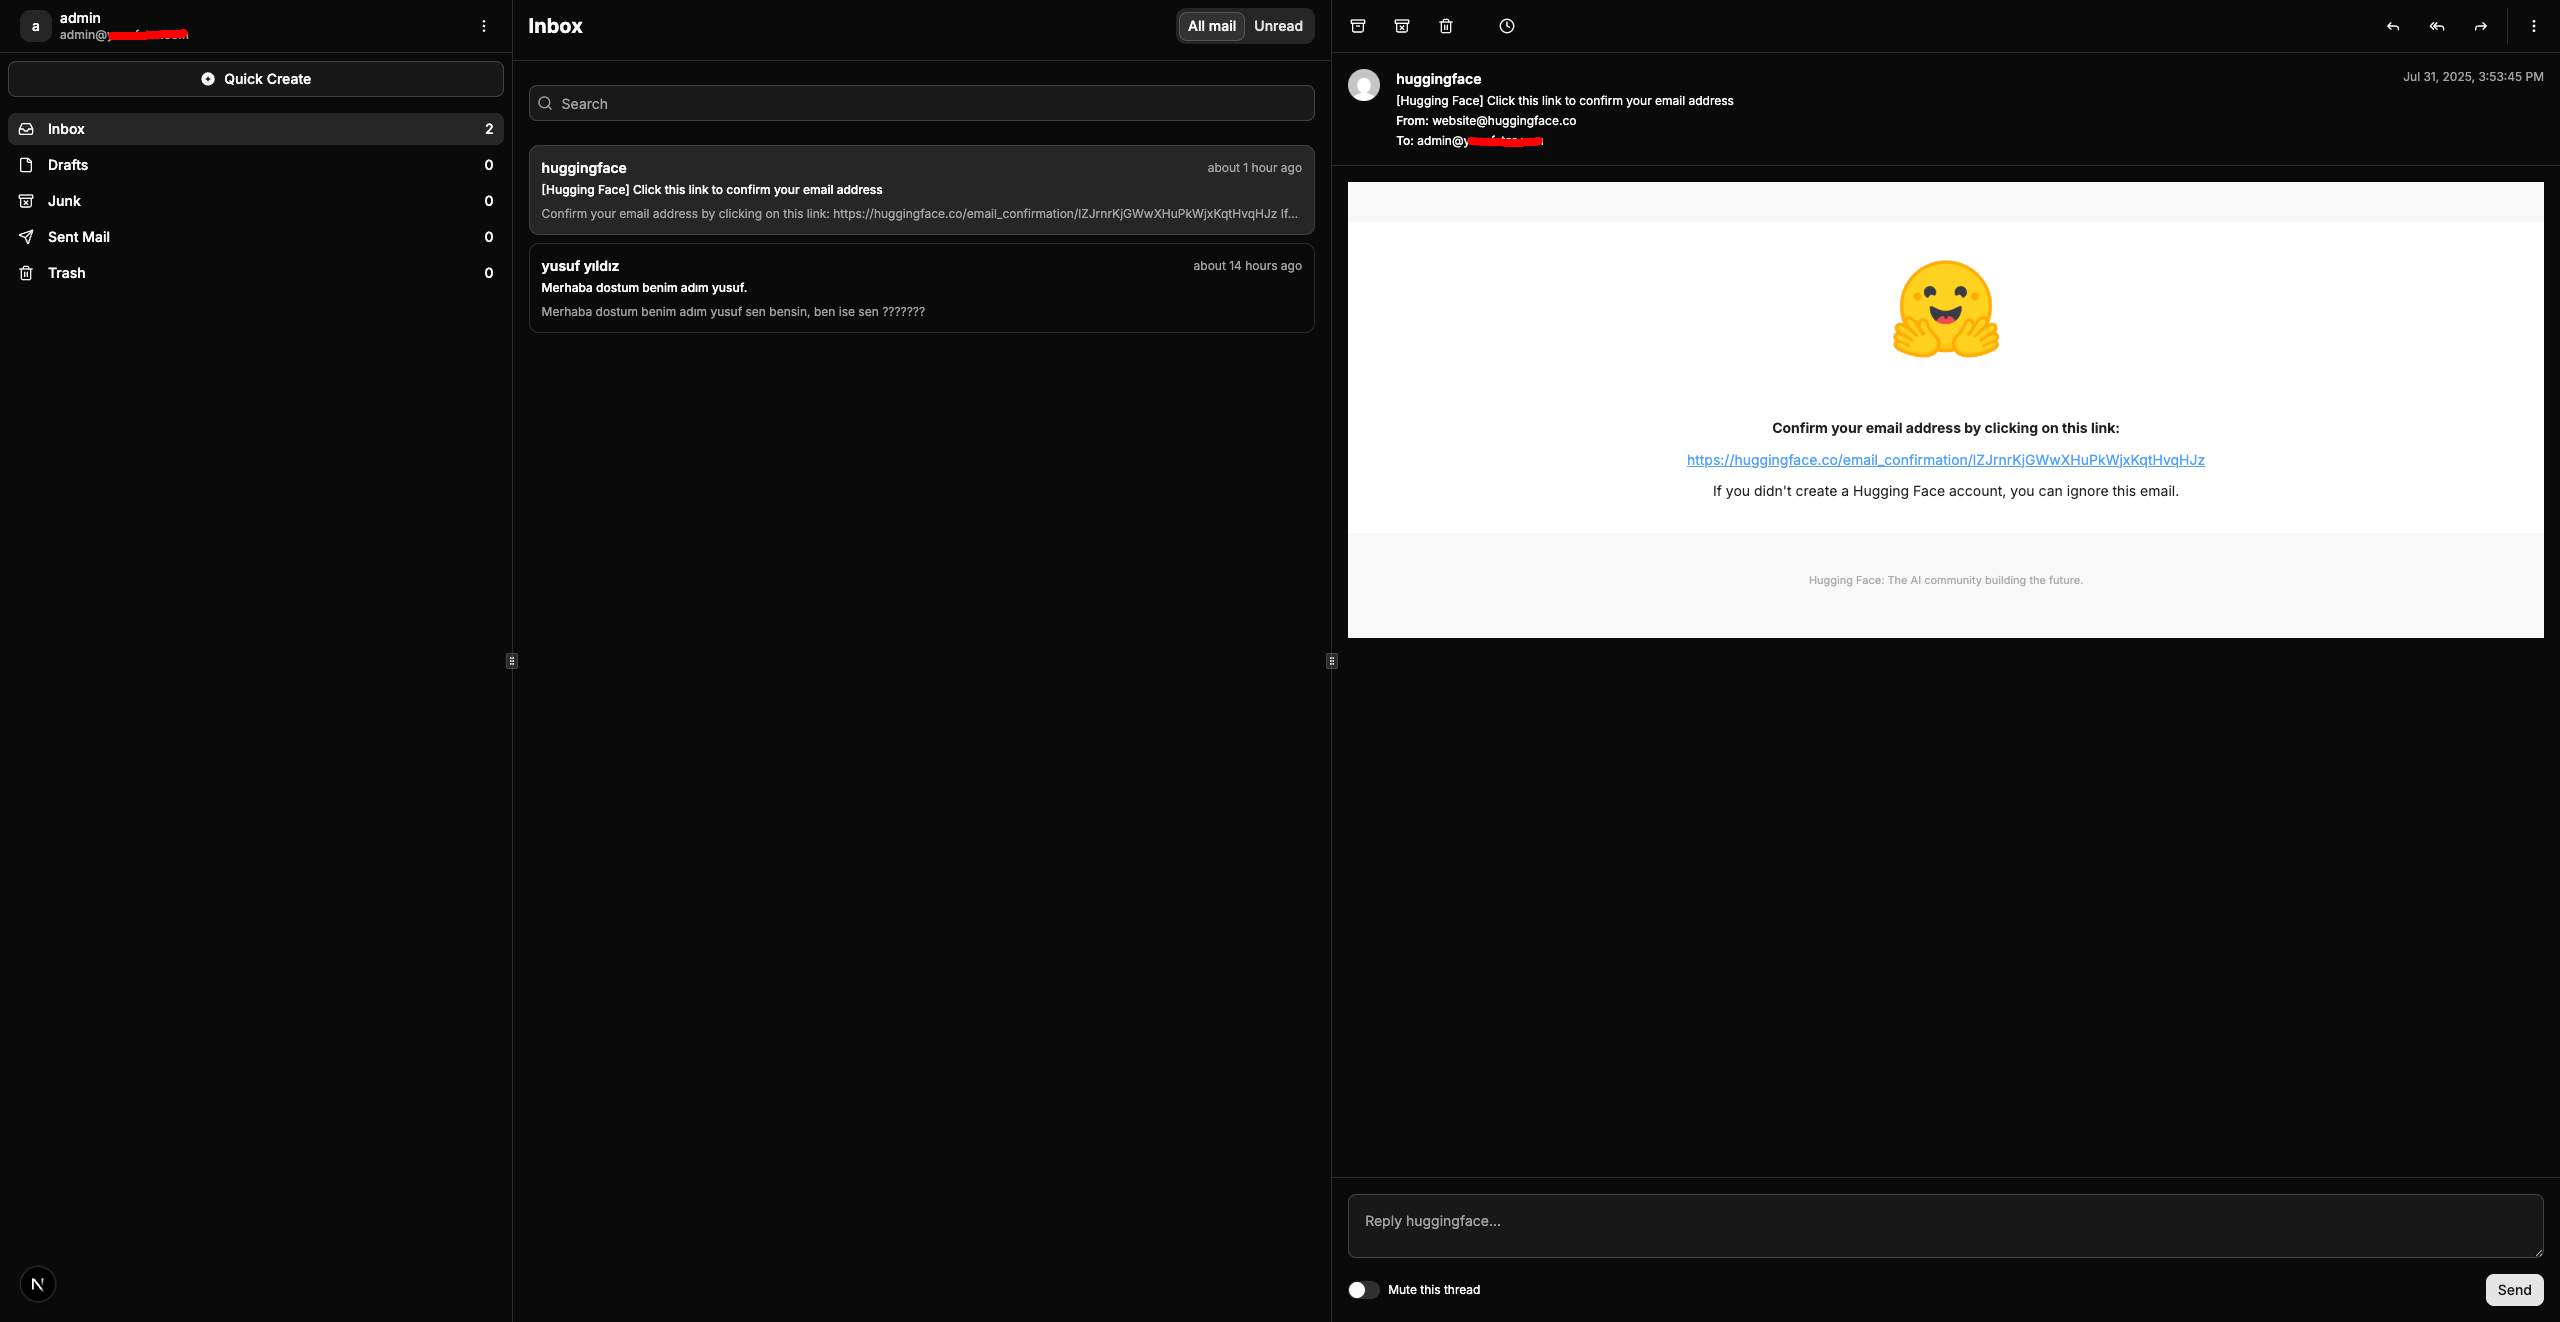 a
admin
admin@
Quick Create
Inbox 2
Drafts 0
Junk 0
Sent Mail 0
Trash 0
N
Inbox
All mail Unread
Search
huggingface about 1 hour ago
[Hugging Face] Click this link to confirm your email address
Confirm your email address by clicking on this link: https://huggingface.co/email_confirmation/IZJrnrKjGWwXHuPkWjxKqtHvqHJz If...
yusuf yıldız about 14 hours ago
Merhaba dostum benim adım yusuf.
Merhaba dostum benim adım yusuf sen bensin, ben ise sen ???????
huggingface Jul 31, 2025, 3:53:45 PM
[Hugging Face] Click this link to confirm your email address
From: website@huggingface.co
To: admin@
Confirm your email address by clicking on this link:
https://huggingface.co/email_confirmation/IZJrnrKjGWwXHuPkWjxKqtHvqHJz
If you didn't create a Hugging Face account, you can ignore this email.
Hugging Face: The AI community building the future.
Reply huggingface...
Mute this thread
Send